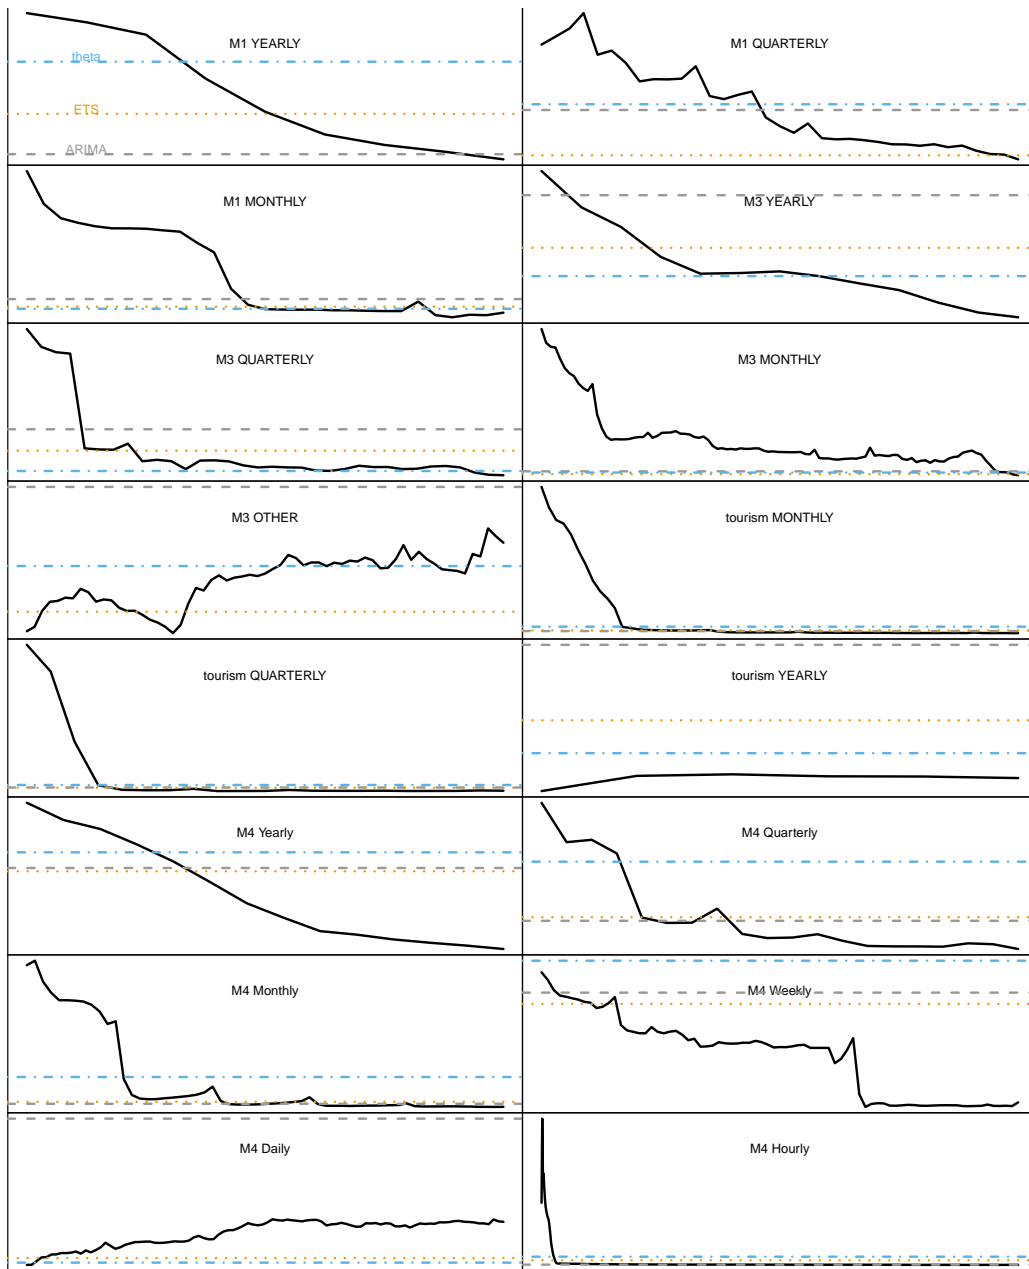 M1 YEARLY
theta
ETS
ARIMA
M1 QUARTERLY
M1 MONTHLY
M3 YEARLY
M3 QUARTERLY
M3 MONTHLY
M3 OTHER
tourism MONTHLY
tourism QUARTERLY
tourism YEARLY
M4 Yearly
M4 Quarterly
M4 Monthly
M4 Weekly
M4 Daily
M4 Hourly